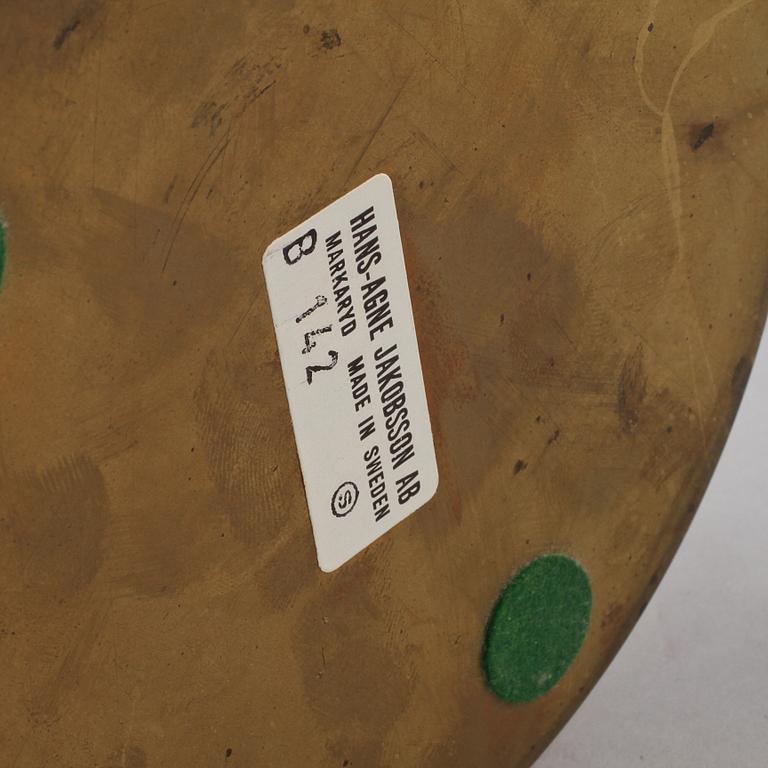 HANS-AGNE JAKOBSSON AB
MARKARYD MADE IN SWEDEN
B 142 Ⓢ